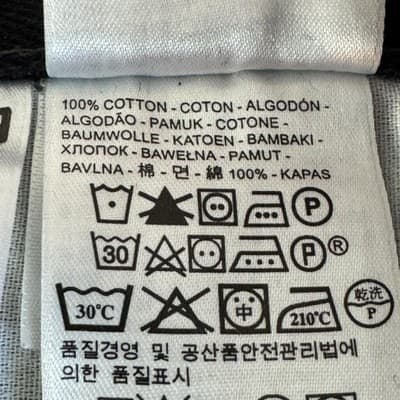 100% COTTON - COTON - ALGODÓN -
ALGODÃO - PAMUK - COTONE -
BAUMWOLLE - KATOEN - BAMBAKI -
ХЛОПОК - BAWEŁNA - PAMUT -
BAVLNA - 棉 - 면 - 綿 100% - KAPAS
P
30 P ®
30°C 中 210°C 乾洗 P
품질경영 및 공산품안전관리법에
의한 품질표시